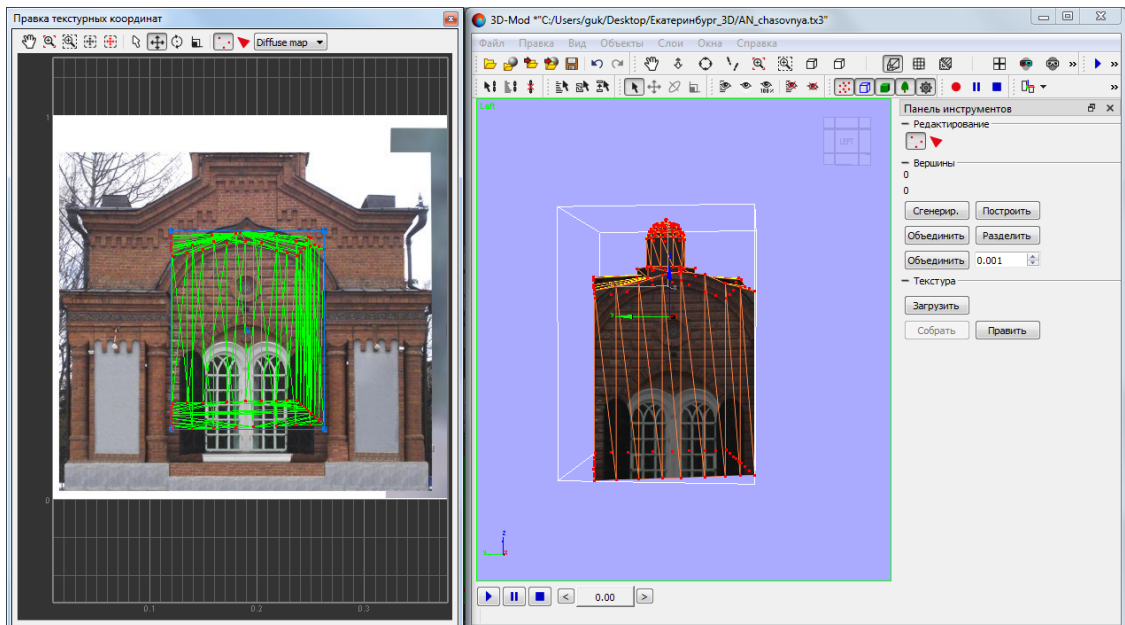 Правка текстурных координат
Diffuse map
1
0
0.1
0.2
0.3
3D-Mod *"C:/Users/guk/Desktop/Екатеринбург_3D/AN_chasovnya.tx3"
Файл Правка Вид Объекты Слои Окна Справка
»
»
100%
»
Left
LEFT
z
0.00
Панель инструментов
Редактирование
Вершины
0
0
Сгенерир. Построить
Объединить Разделить
Объединить 0.001
Текстура
Загрузить
Собрать Править